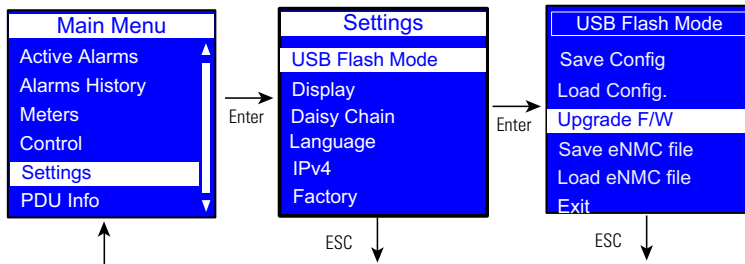 Main Menu
Active Alarms
Alarms History
Meters
Control
Settings
PDU Info
Enter
Settings
USB Flash Mode
Display
Daisy Chain
Language
IPv4
Factory
ESC
Enter
USB Flash Mode
Save Config
Load Config.
Upgrade F/W
Save eNMC file
Load eNMC file
Exit
ESC